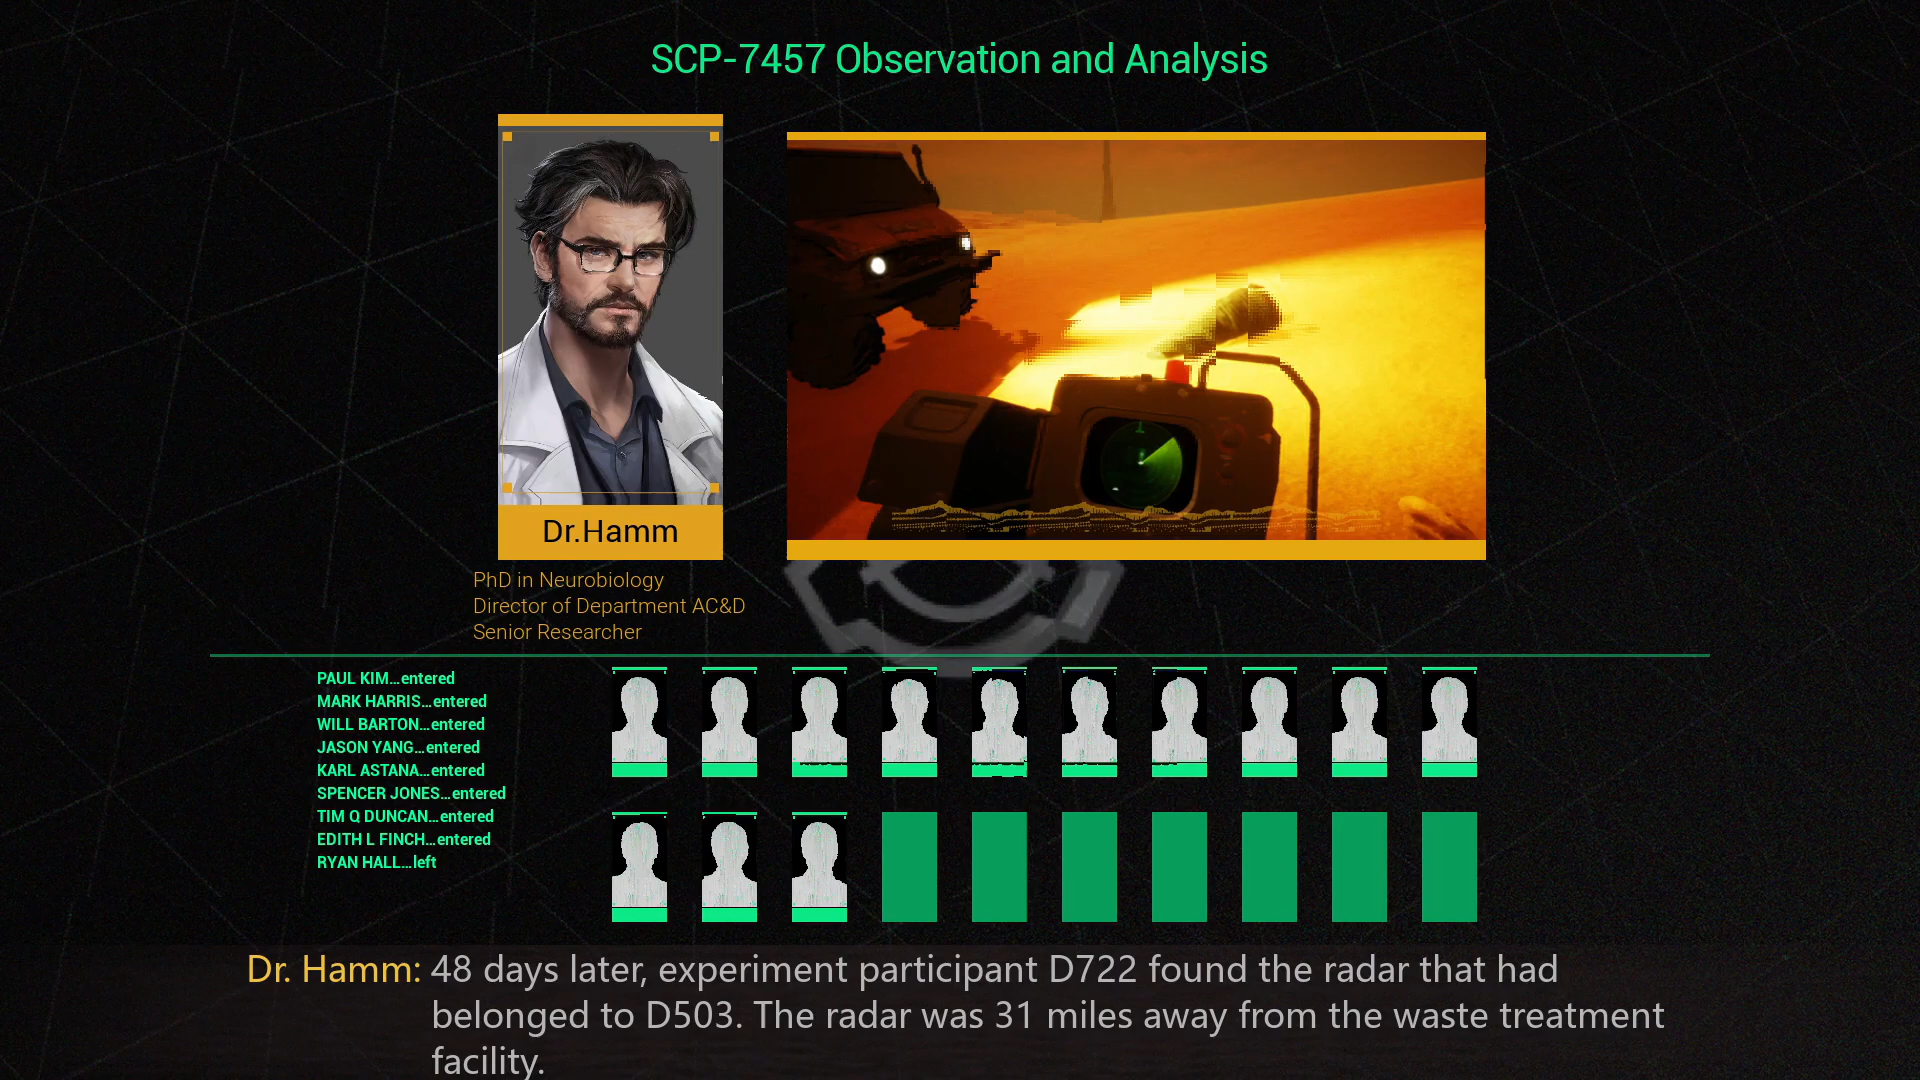 SCP-7457 Observation and Analysis
Dr.Hamm
PhD in Neurobiology
Director of Department AC&D
Senior Researcher
PAUL KIM...entered
MARK HARRIS...entered
WILL BARTON...entered
JASON YANG...entered
KARL ASTANA...entered
SPENCER JONES...entered
TIM Q DUNCAN...entered
EDITH L FINCH...entered
RYAN HALL...left
Dr. Hamm: 48 days later, experiment participant D722 found the radar that had
belonged to D503. The radar was 31 miles away from the waste treatment
facility.